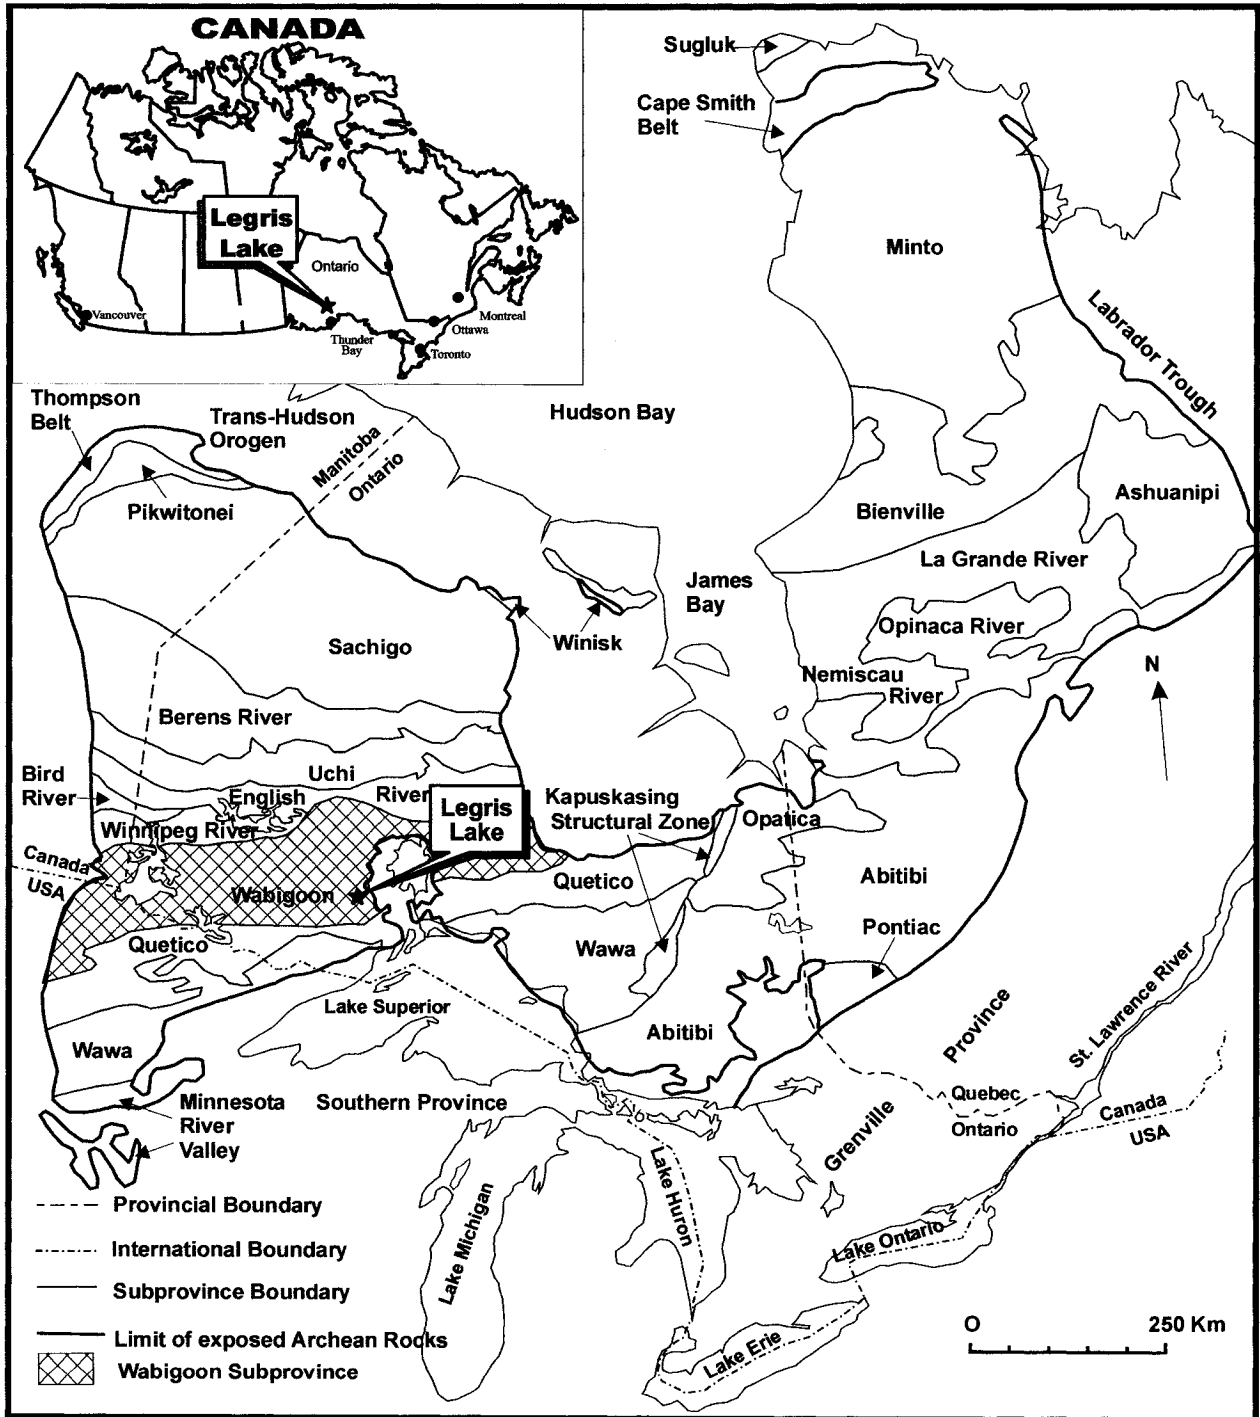 CANADA
Legris
Lake
Ontario
Vancouver
Thunder
Bay
Montreal
Ottawa
Toronto
Sugluk
Cape Smith
Belt
Minto
Labrador Trough
Thompson
Belt
Trans-Hudson
Orogen
Hudson Bay
Manitoba
Ontario
Pikwitonei
Bienville
Ashuanipi
La Grande River
James
Bay
Opinaca River
Winisk
Sachigo
Nemiscau
River
N
Berens River
Bird
River
Uchi
English
River
Winnipeg River
Legris
Lake
Kapuskasing
Structural Zone
Opatica
Canada
USA
Wabigoon
Quetico
Abitibi
Quetico
Wawa
Pontiac
Lake Superior
Abitibi
Wawa
Province
St. Lawrence River
Minnesota
River
Valley
Southern Province
Quebec
Ontario
Canada
USA
Grenville
Lake Huron
Lake Michigan
Lake Ontario
Lake Erie
Provincial Boundary
International Boundary
Subprovince Boundary
Limit of exposed Archean Rocks
Wabigoon Subprovince
O 250 Km